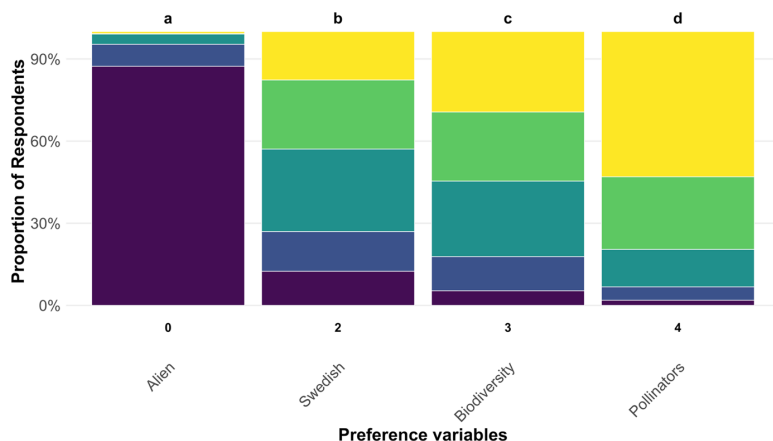 a b c d
Proportion of Respondents
90%
60%
30%
0%
0 2 3 4
Alien Swedish Biodiversity Pollinators
Preference variables